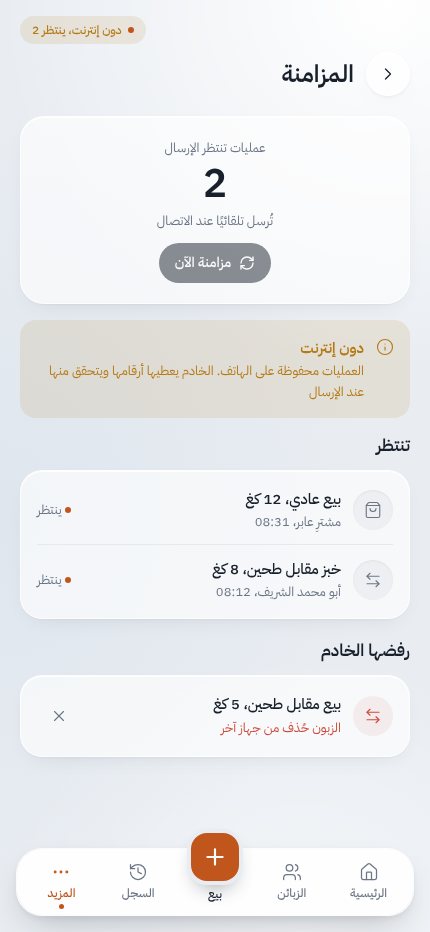 دون إنترنت، ينتظر 2
المزامنة
عمليات تنتظر الإرسال
2
تُرسل تلقائيًا عند الاتصال
مزامنة الآن
دون إنترنت
العمليات محفوظة على الهاتف. الخادم يعطيها أرقامها ويتحقق منها
عند الإرسال
تنتظر
بيع عادي، 12 كغ
ينتظر
مشترٍ عابر، 08:31
خبز مقابل طحين، 8 كغ
ينتظر
أبو محمد الشريف، 08:12
رفضها الخادم
بيع مقابل طحين، 5 كغ
الزبون حُذف من جهاز آخر
الرئيسية
الزبائن
بيع
السجل
المزيد